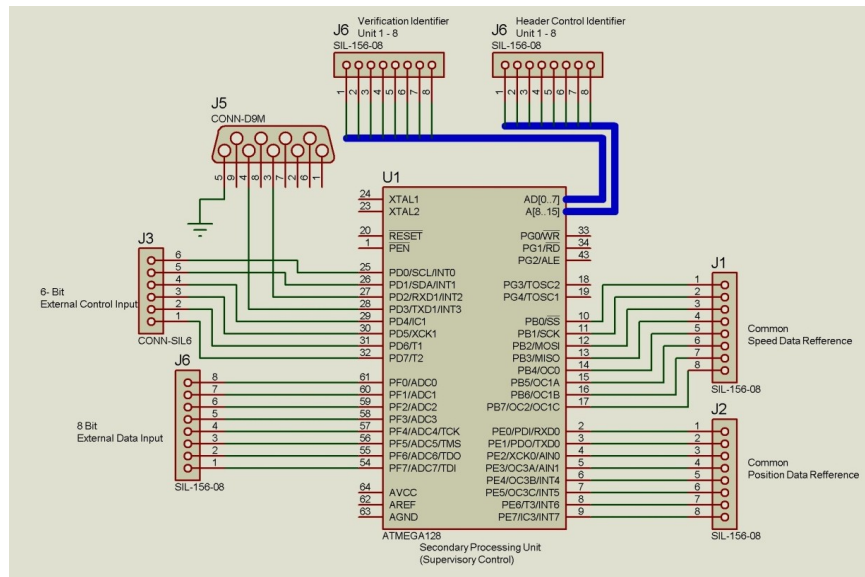 Verification Identifier
J6 Unit 1 - 8
SIL-156-08
1 2 3 4 5 6 7 8
Header Control Identifier
J6 Unit 1 - 8
SIL-156-08
1 2 3 4 5 6 7 8
J5
CONN-D9M
5 9 4 8 3 7 2 6 1
U1
24 XTAL1
23 XTAL2
20 RESET
1 PEN
25 PD0/SCL/INT0
26 PD1/SDA/INT1
27 PD2/RXD1/INT2
28 PD3/TXD1/INT3
29 PD4/IC1
30 PD5/XCK1
31 PD6/T1
32 PD7/T2
61 PF0/ADC0
60 PF1/ADC1
59 PF2/ADC2
58 PF3/ADC3
57 PF4/ADC4/TCK
56 PF5/ADC5/TMS
55 PF6/ADC6/TDO
54 PF7/ADC7/TDI
64 AVCC
62 AREF
63 AGND
AD[0..7]
A[8..15]
PG0/WR 33
PG1/RD 34
PG2/ALE 43
PG3/TOSC2 18
PG4/TOSC1 19
PB0/SS 10
PB1/SCK 11
PB2/MOSI 12
PB3/MISO 13
PB4/OC0 14
PB5/OC1A 15
PB6/OC1B 16
PB7/OC2/OC1C 17
PE0/PDI/RXD0 2
PE1/PDO/TXD0 3
PE2/XCK0/AIN0 4
PE3/OC3A/AIN1 5
PE4/OC3B/INT4 6
PE5/OC3C/INT5 7
PE6/T3/INT6 8
PE7/IC3/INT7 9
ATMEGA128
Secondary Processing Unit
(Supervisory Control)
J3
6
5
4
3
2
1
6- Bit
External Control Input
CONN-SIL6
J6
8
7
6
5
4
3
2
1
8 Bit
External Data Input
SIL-156-08
J1
1
2
3
4
5
6
7
8
Common
Speed Data Refference
SIL-156-08
J2
1
2
3
4
5
6
7
8
Common
Position Data Refference
SIL-156-08